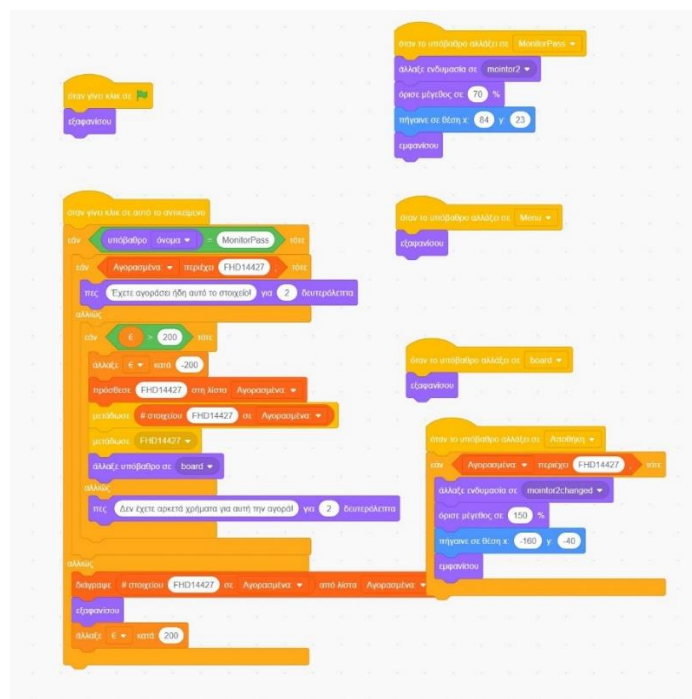 όταν γίνει κλικ σε
εξαφανίσου
όταν το υπόβαθρο αλλάξει σε MonitorPass
άλλαξε ενδυμασία σε mointor2
όρισε μέγεθος σε 70 %
πήγαινε σε θέση x: 84 y: 23
εμφανίσου
όταν το υπόβαθρο αλλάξει σε Menu
εξαφανίσου
όταν το υπόβαθρο αλλάξει σε board
εξαφανίσου
όταν γίνει κλικ σε αυτό το αντικείμενο
εάν υπόβαθρο όνομα = MonitorPass τότε
εάν Αγορασμένα: περιέχει FHD14427 ; τότε
πες Έχετε αγοράσει ήδη αυτό το στοιχείο! για 2 δευτερόλεπτα
αλλιώς
εάν € > 200 τότε
άλλαξε € κατά -200
πρόσθεσε FHD14427 στη λίστα Αγορασμένα:
μετάδωσε # στοιχείου FHD14427 σε Αγορασμένα:
μετάδωσε FHD14427
άλλαξε υπόβαθρο σε board
αλλιώς
πες Δεν έχετε αρκετά χρήματα για αυτή την αγορά! για 2 δευτερόλεπτα
αλλιώς
διάγραψε # στοιχείου FHD14427 σε Αγορασμένα: από λίστα Αγορασμένα:
εξαφανίσου
άλλαξε € κατά 200
όταν το υπόβαθρο αλλάξει σε Αποθήκη
εάν Αγορασμένα: περιέχει FHD14427 ; τότε
άλλαξε ενδυμασία σε mointor2changed
όρισε μέγεθος σε 150 %
πήγαινε σε θέση x: -160 y: -40
εμφανίσου